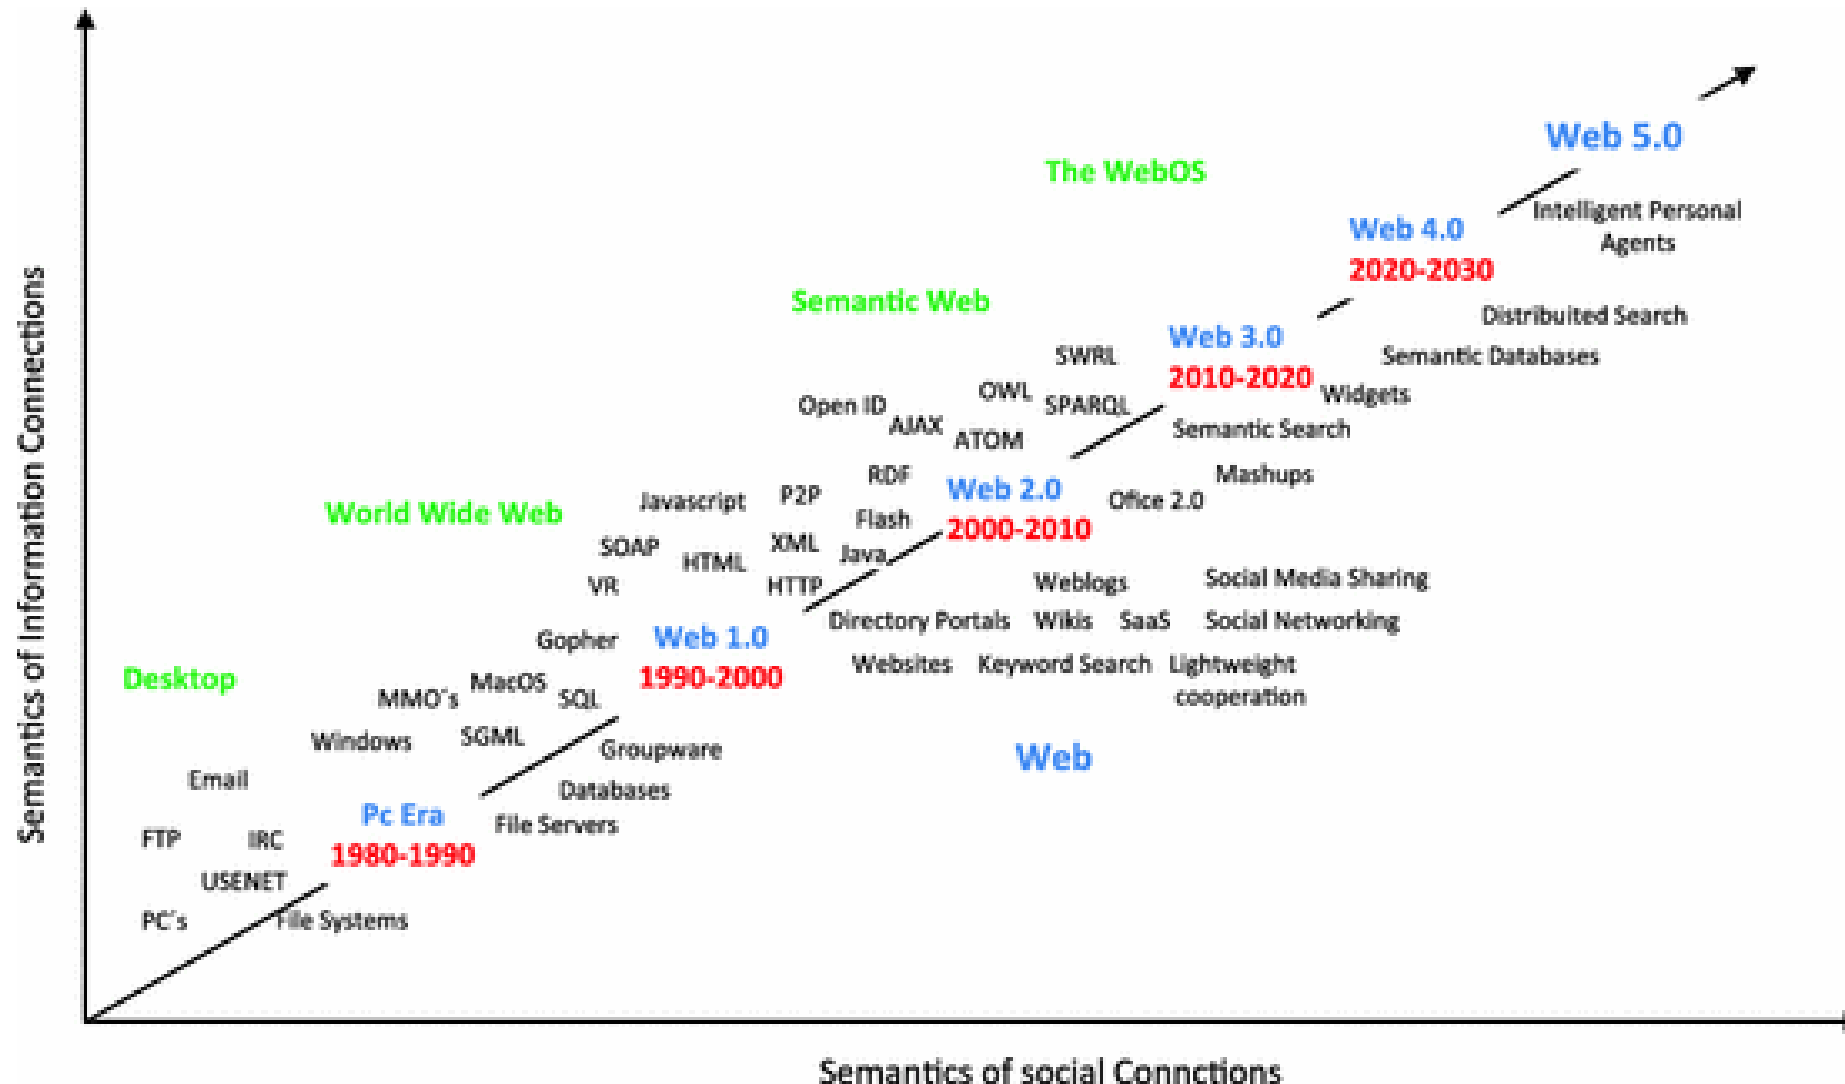 Web 5.0
The WebOS
Intelligent Personal
Agents
Web 4.0
2020-2030
Semantic Web
Distribuited Search
Web 3.0
2010-2020
SWRL
Semantic Databases
OWL
Widgets
Open ID
SPARQL
AJAX
ATOM
Semantic Search
RDF
Mashups
Web 2.0
2000-2010
P2P
Javascript
Ofice 2.0
World Wide Web
Flash
SOAP
XML
Java
HTML
VR
HTTP
Weblogs
Social Media Sharing
Directory Portals
Wikis
SaaS
Social Networking
Gopher
Web 1.0
1990-2000
Websites
Keyword Search
Lightweight
cooperation
Desktop
MacOS
MMO´s
SQL
Windows
SGML
Groupware
Web
Email
Databases
Pc Era
1980-1990
File Servers
FTP
IRC
USENET
PC´s
File Systems
Semantics of Information Connections
Semantics of social Connctions